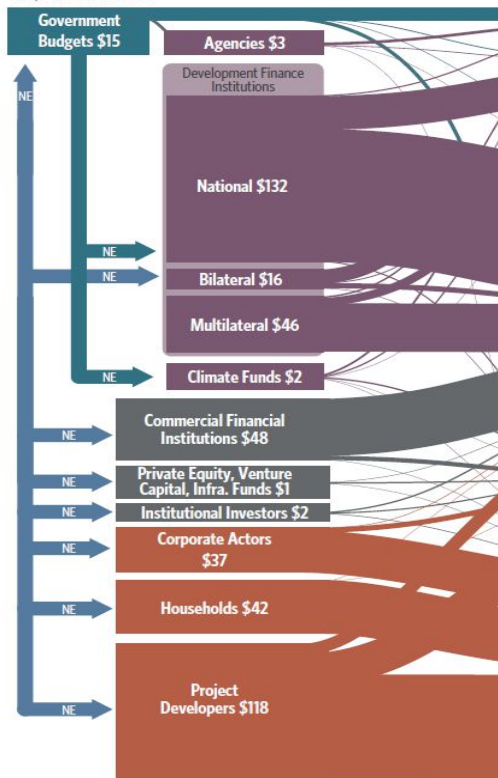 Government
Budgets $15
Agencies $3
Development Finance
Institutions
NE
National $132
NE
NE
Bilateral $16
Multilateral $46
NE
Climate Funds $2
Commercial Financial
Institutions $48
NE
Private Equity, Venture
Capital, Infra. Funds $1
NE
NE
Institutional Investors $2
Corporate Actors
$37
NE
Households $42
NE
Project
Developers $118
NE